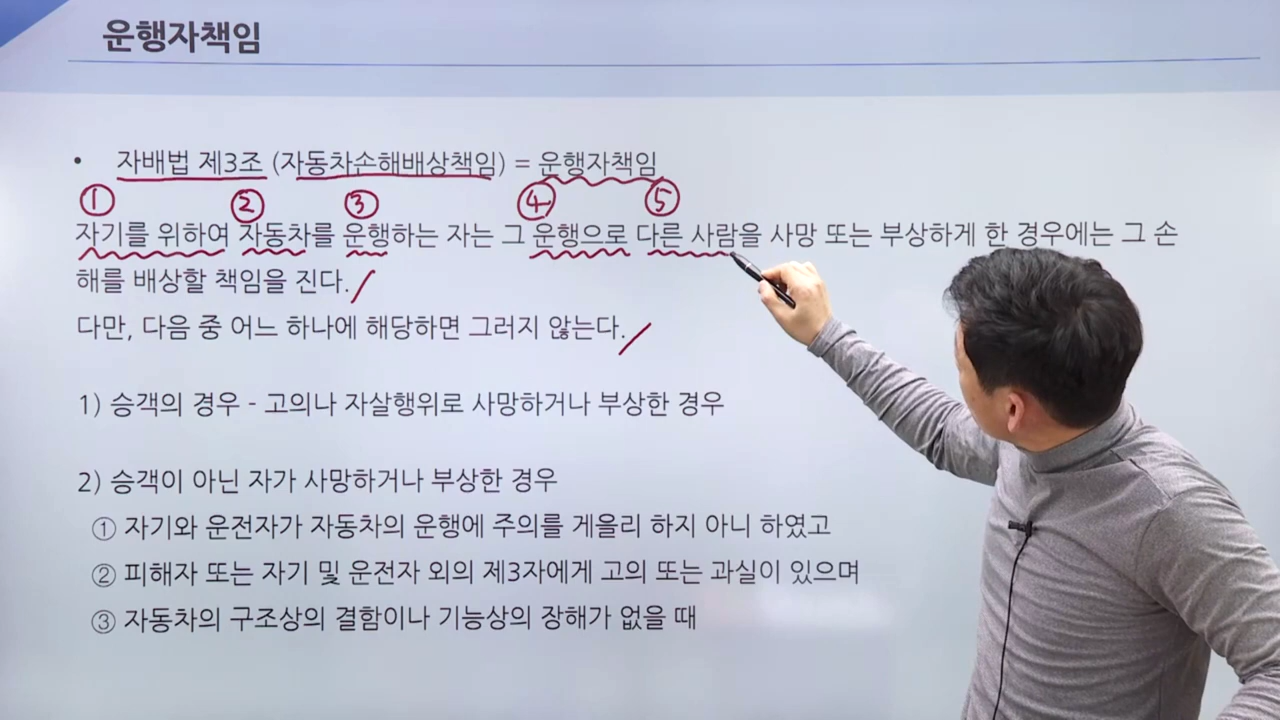 운행자책임
• 자배법 제3조 (자동차손해배상책임) = 운행자책임
① ② ③ ④ ⑤
자기를 위하여 자동차를 운행하는 자는 그 운행으로 다른 사람을 사망 또는 부상하게 한 경우에는 그 손
해를 배상할 책임을 진다.
다만, 다음 중 어느 하나에 해당하면 그러지 않는다.
1) 승객의 경우 - 고의나 자살행위로 사망하거나 부상한 경우
2) 승객이 아닌 자가 사망하거나 부상한 경우
① 자기와 운전자가 자동차의 운행에 주의를 게을리 하지 아니 하였고
② 피해자 또는 자기 및 운전자 외의 제3자에게 고의 또는 과실이 있으며
③ 자동차의 구조상의 결함이나 기능상의 장해가 없을 때